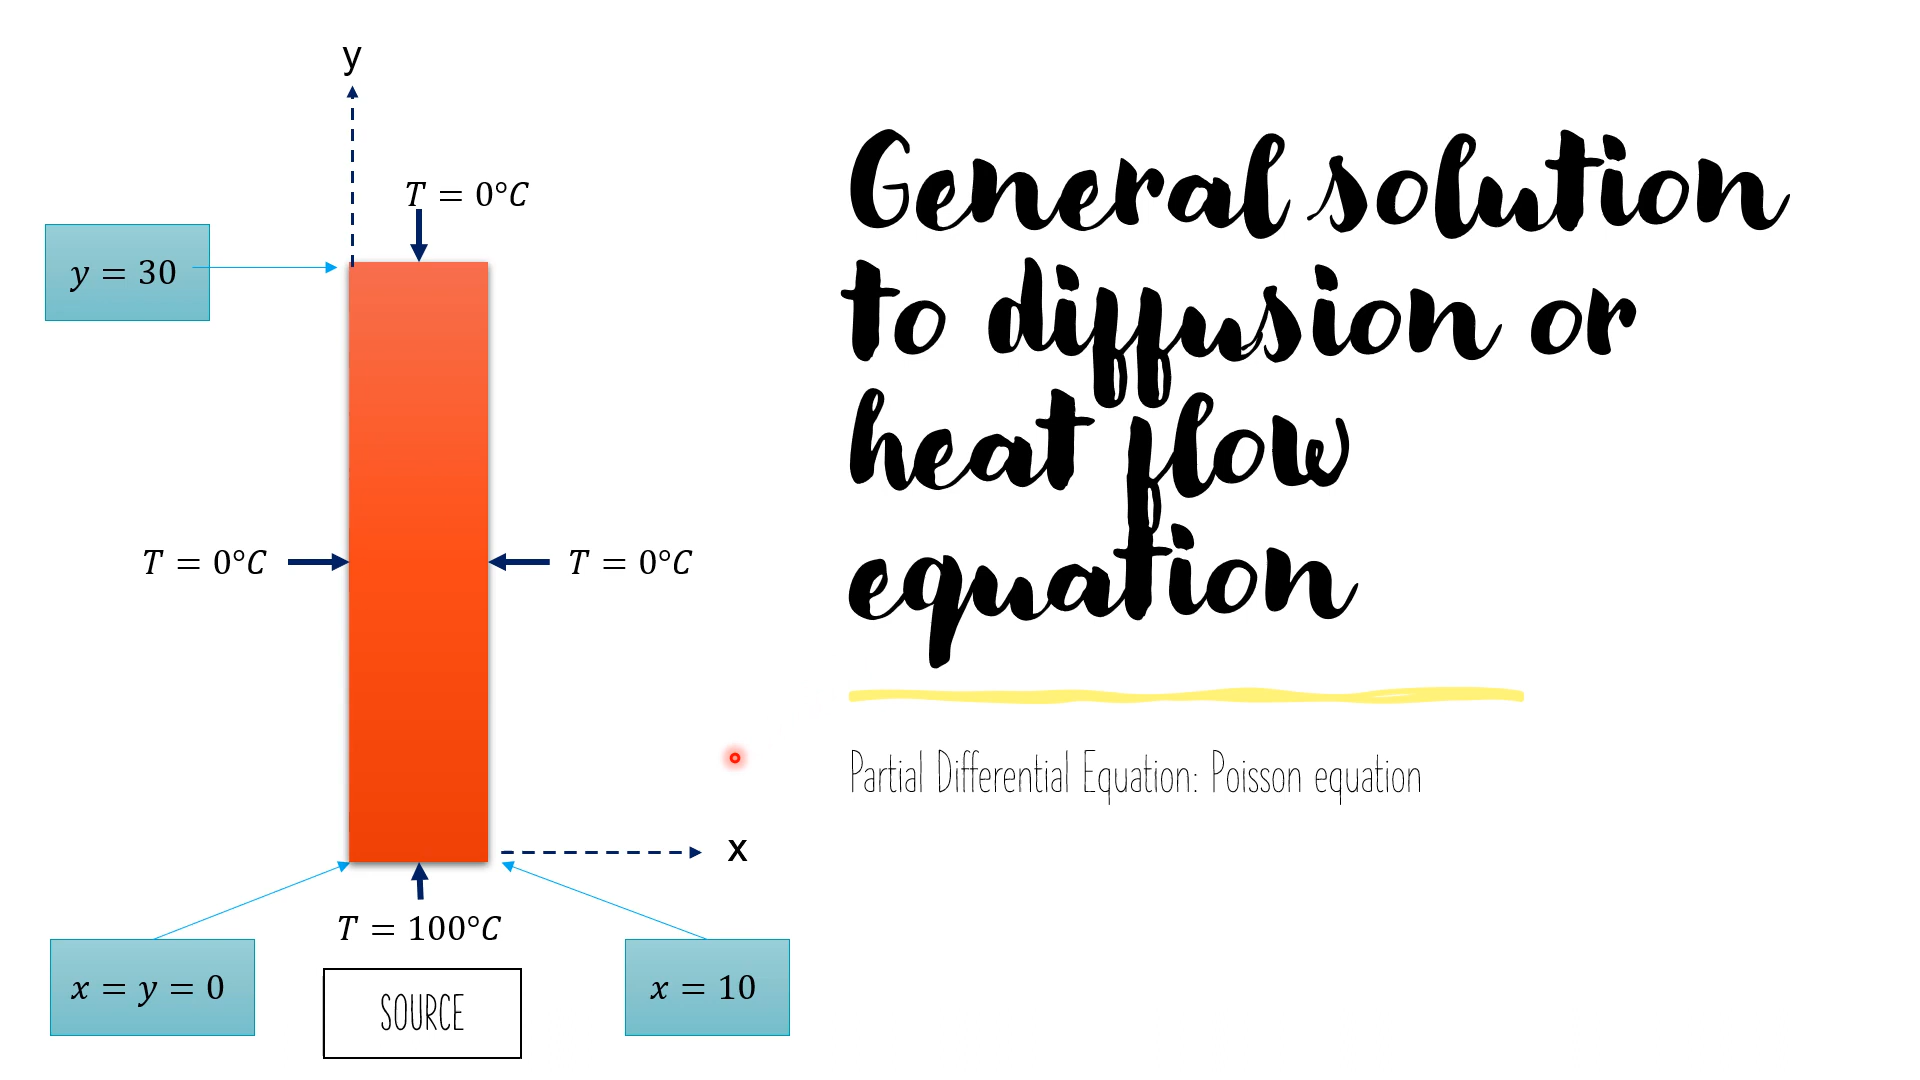 y
T = 0°C
y = 30
T = 0°C
T = 0°C
x
T = 100°C
x = y = 0
x = 10
SOURCE
General solution
to diffusion or
heat flow
equation
Partial Differential Equation: Poisson equation